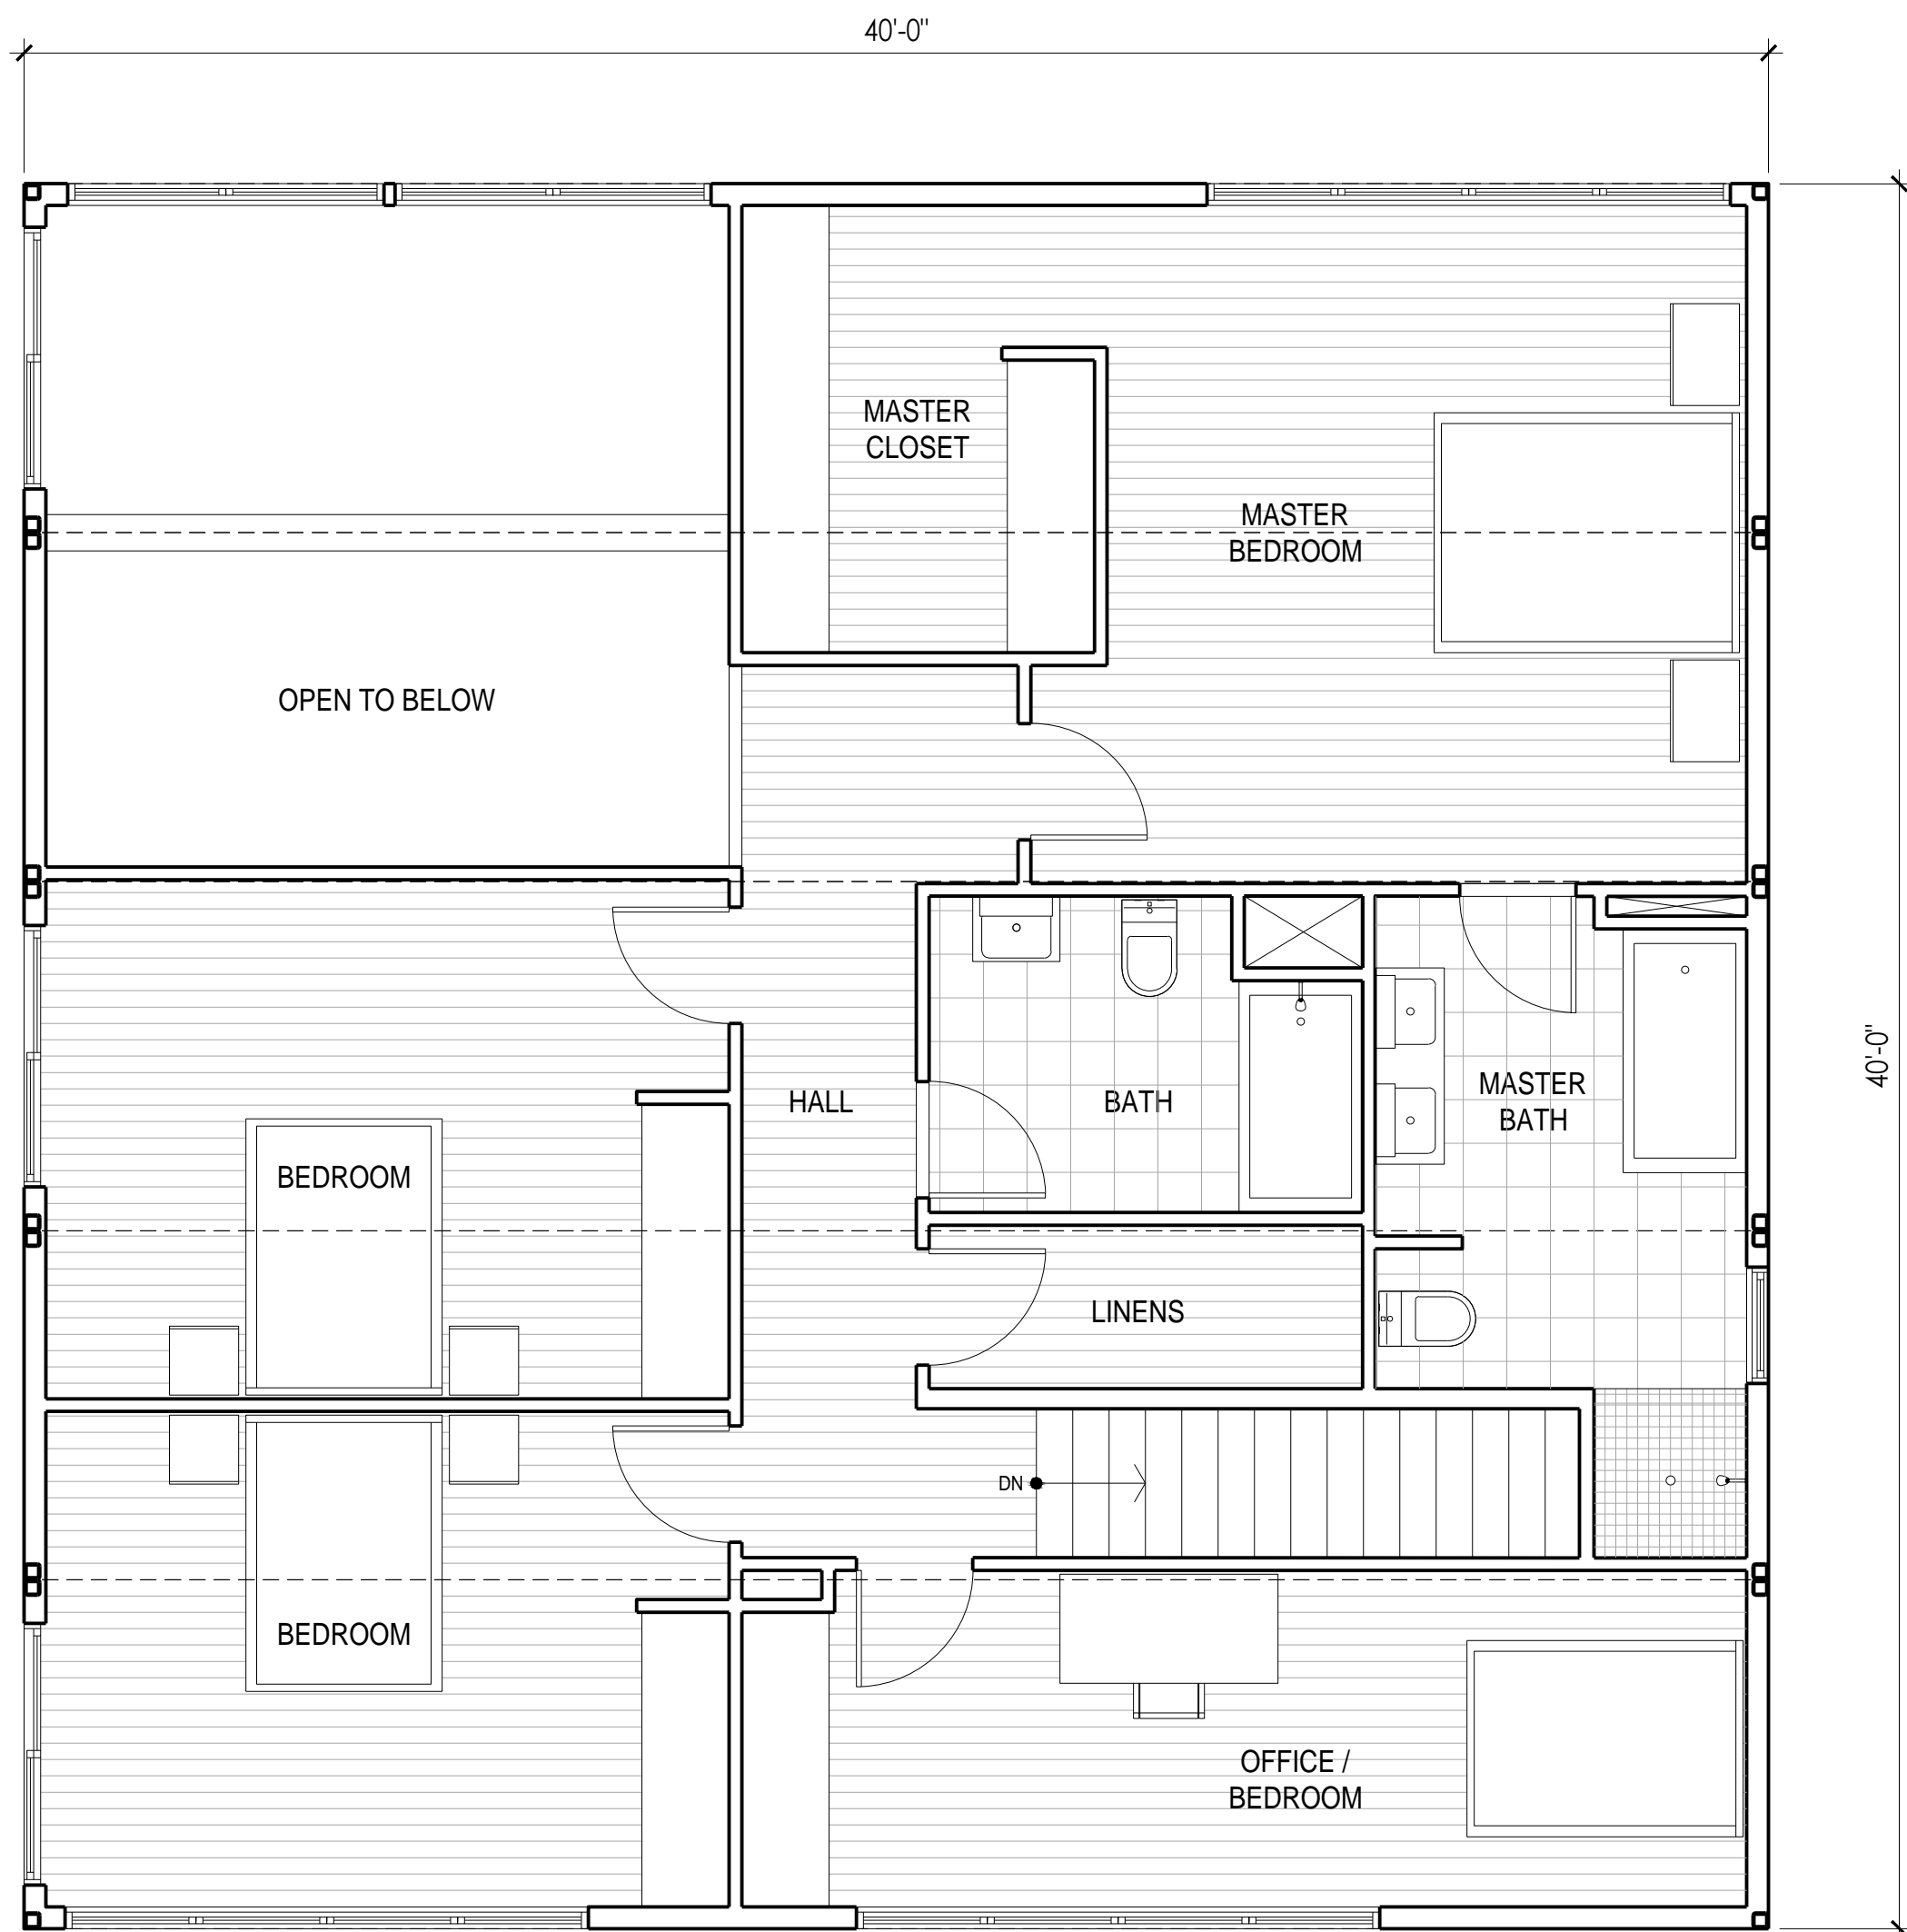 40'-0"
MASTER
CLOSET
MASTER
BEDROOM
OPEN TO BELOW
40'-0"
HALL
BATH
MASTER
BATH
BEDROOM
LINENS
DN
BEDROOM
OFFICE /
BEDROOM